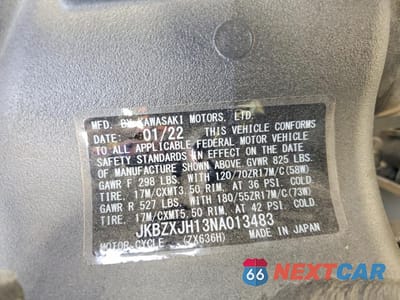 MFD. BY KAWASAKI MOTORS, LTD.
DATE: 01/22 THIS VEHICLE CONFORMS
TO ALL APPLICABLE FEDERAL MOTOR VEHICLE
SAFETY STANDARDS IN EFFECT ON THE DATE
OF MANUFACTURE SHOWN ABOVE. GVWR 825 LBS.
GAWR F 298 LBS. WITH 120/70ZR17M/C(58W)
TIRE, 17M/CXMT3.50 RIM, AT 36 PSI COLD.
GAWR R 527 LBS. WITH 180/55ZR17M/C(73W)
TIRE, 17M/CXMT5.50 RIM, AT 42 PSI COLD.
JKBZXJH13NA013483
MOTORCYCLE (ZX636H) MADE IN JAPAN
66 NEXTCAR